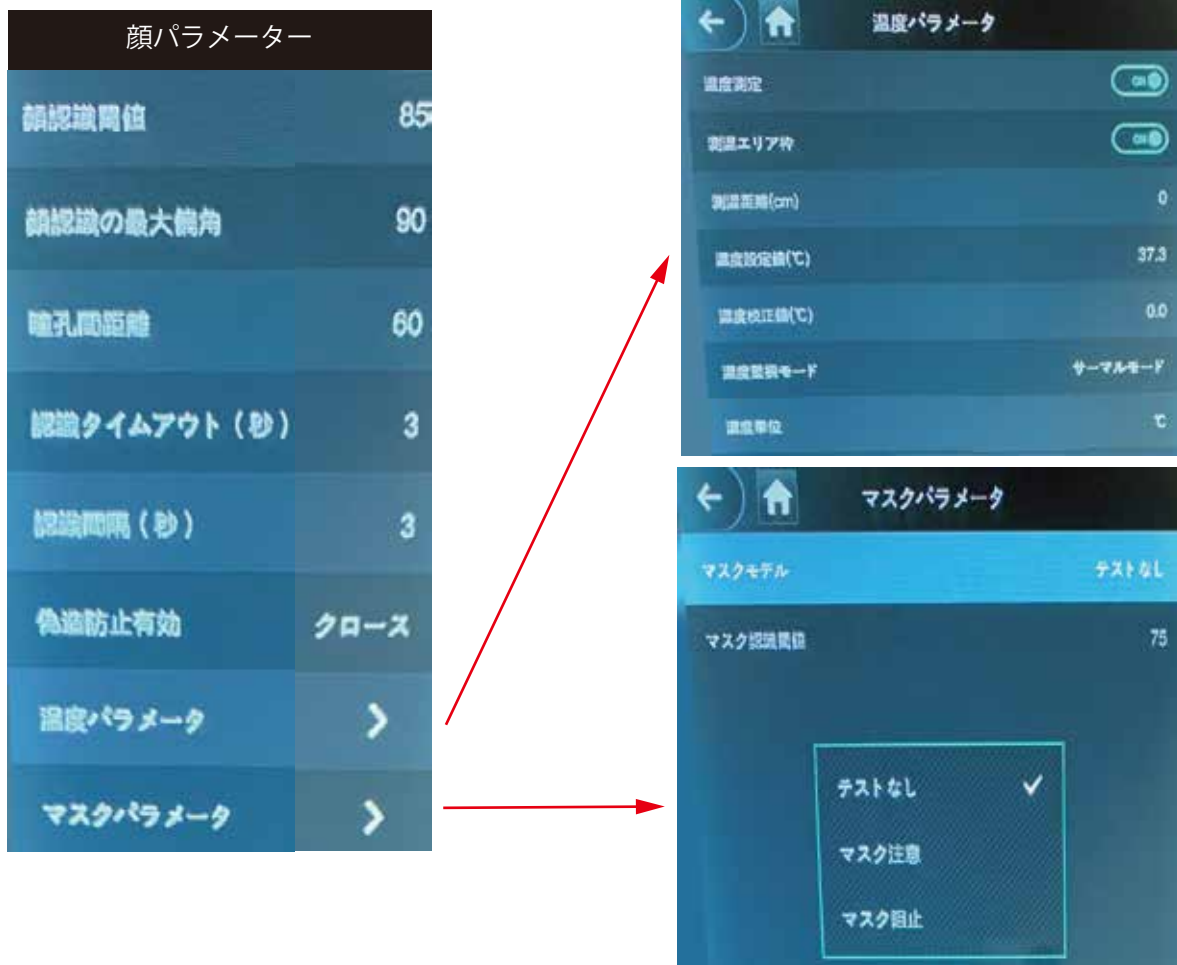 顔パラメーター
顔認識閾値 85
顔認識の最大偏角 90
瞳孔間距離 60
認識タイムアウト（秒） 3
認識間隔（秒） 3
偽造防止有効 クローズ
温度パラメータ
マスクパラメータ
温度パラメータ
温度測定 ON
測温エリア枠 ON
測温距離(cm) 0
温度設定値(℃) 37.3
温度校正値(℃) 0.0
温度監視モード サーマルモード
温度単位 ℃
マスクパラメータ
マスクモデル テストなし
マスク認識閾値 75
テストなし
マスク注意
マスク阻止